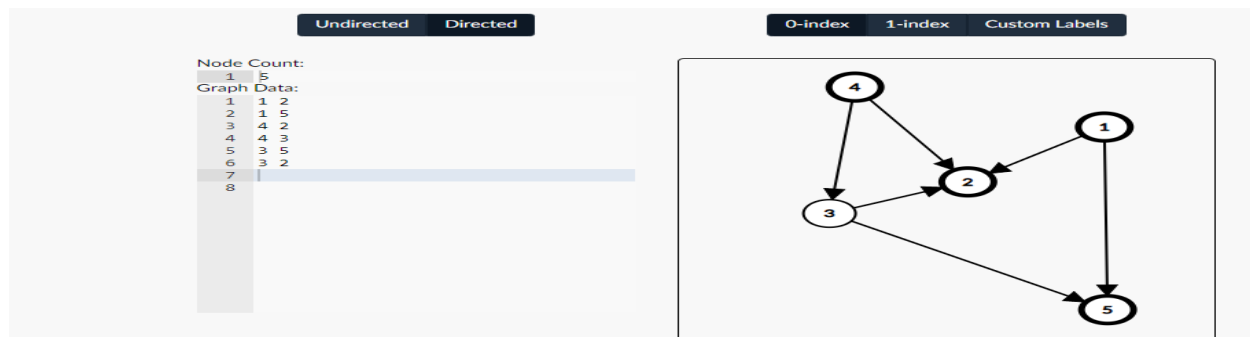 Undirected Directed
0-index 1-index Custom Labels
Node Count:
1 5
Graph Data:
1 1 2
2 1 5
3 4 2
4 4 3
5 3 5
6 3 2
7
8
4
1
2
3
5